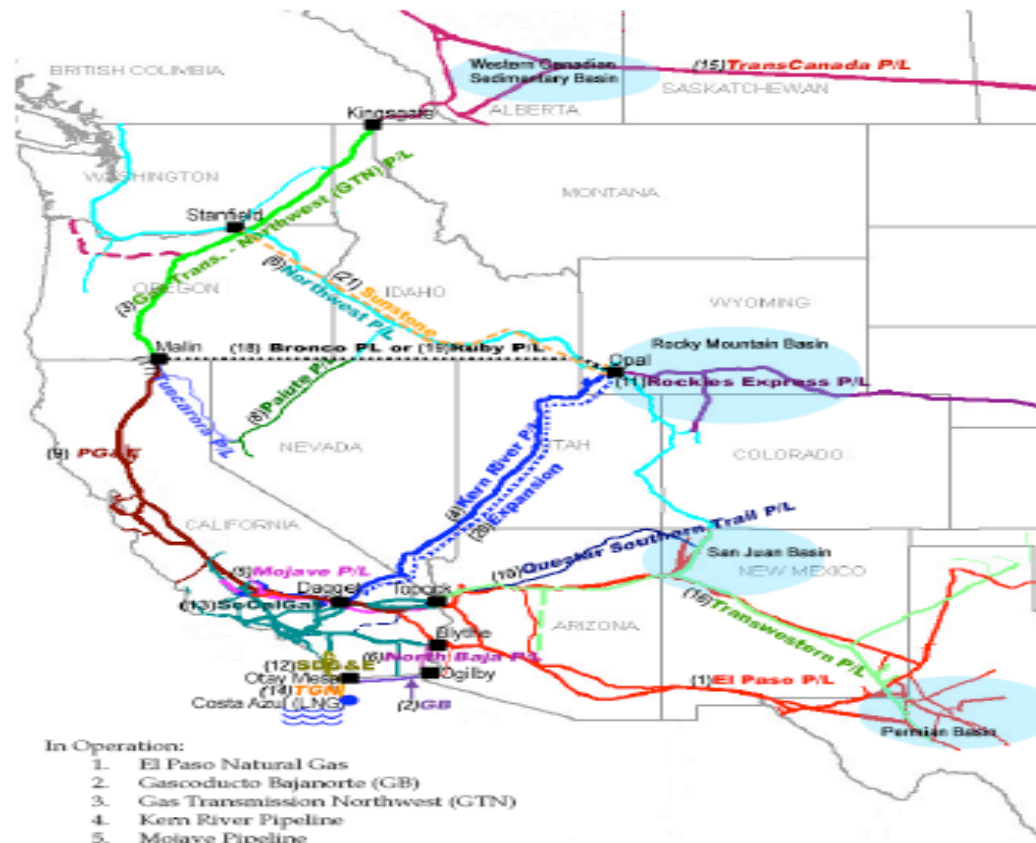 Western Canadian
Sedimentary Basin
(15)TransCanada P/L
BRITISH COLUMBIA
SASKATCHEWAN
ALBERTA
Kingsgate
WASHINGTON
MONTANA
Stanfield
(3)Gas Trans. - Northwest (GTN) P/L
OREGON
(6)Northwest P/L
(21) Sunstone
IDAHO
WYOMING
Rocky Mountain Basin
Malin
(18) Bronco PL or (19)Ruby P/L
Opal
(11)Rockies Express P/L
Tuscarora P/L
(8)Paiute P/L
NEVADA
UTAH
COLORADO
(9) PG&E
(4)Kern River P/L
(20)Expansion
CALIFORNIA
Questar Southern Trail P/L
San Juan Basin
NEW MEXICO
(5)Mojave P/L
Daggett
Topock
(13)SoCalGas
(16)Transwestern P/L
ARIZONA
Blythe
(6)North Baja P/L
(12)SDG&E
Otay Mesa
Ogilby
(1)El Paso P/L
(14)TGN
Costa Azul (LNG)
(2)GB
Permian Basin
In Operation:
1. El Paso Natural Gas
2. Gascoducto Bajanorte (GB)
3. Gas Transmission Northwest (GTN)
4. Kern River Pipeline
5. Mojave Pipeline